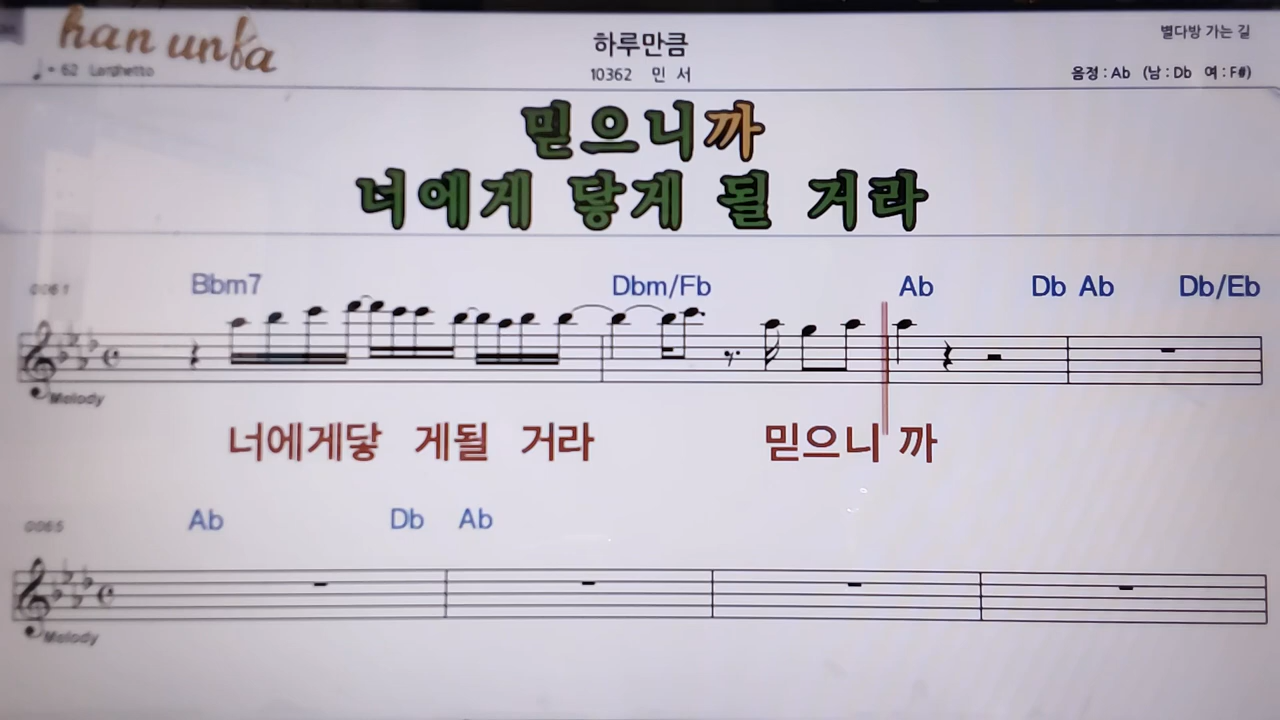 han unfa
하루만큼
별다방 가는 길
♩= 62 Larghetto
10362 민 서
음정 : Ab (남 : Db 여 : F#)
믿으니까
너에게 닿게 될 거라
0061
Bbm7 Dbm/Fb Ab Db Ab Db/Eb
Melody
너에게닿 게될 거라 믿으니 까
0065
Ab Db Ab
Melody